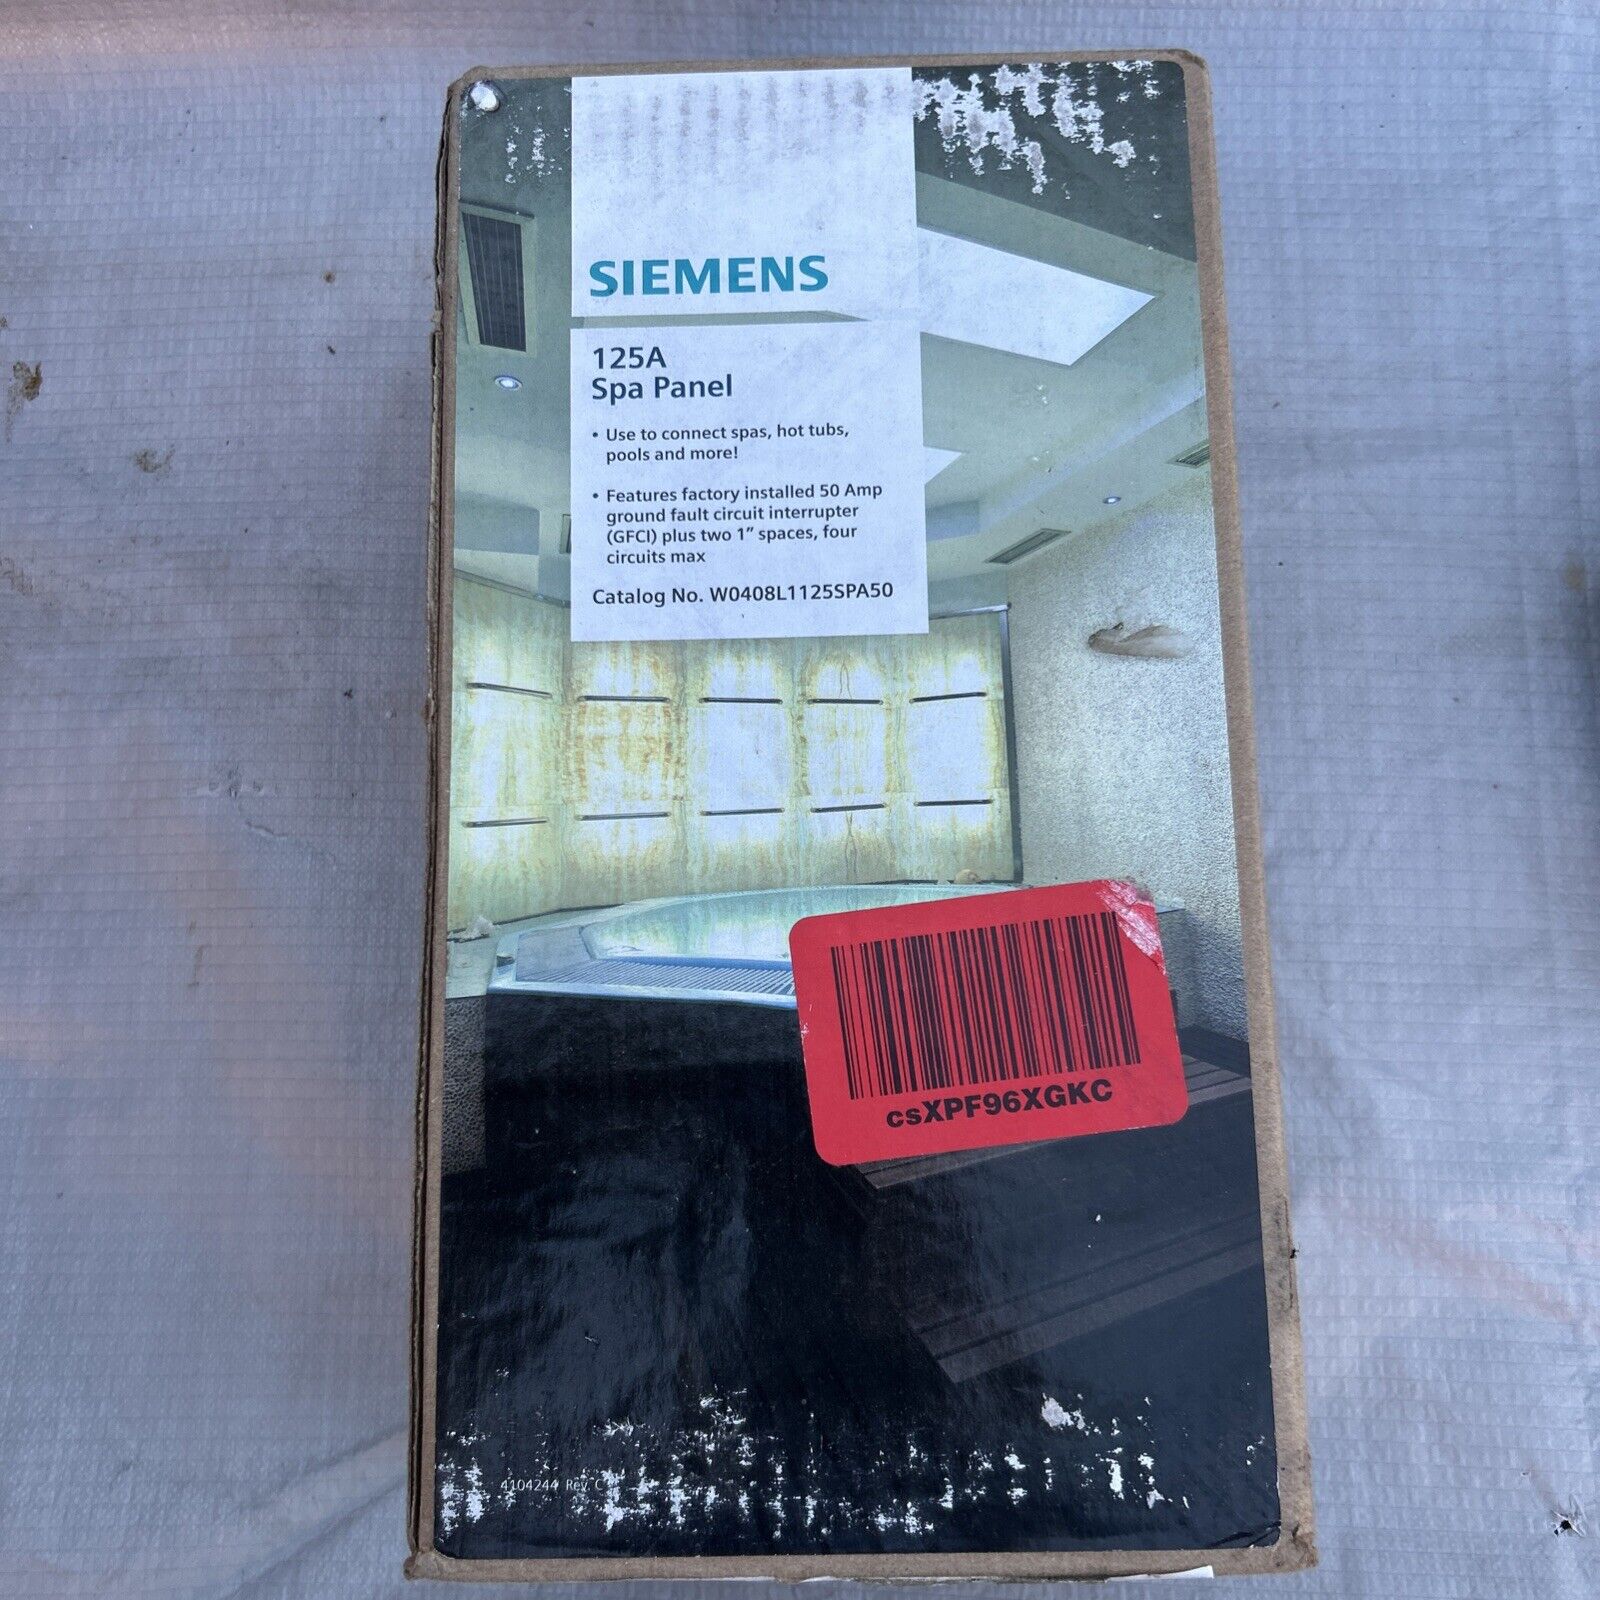 SIEMENS
125A
Spa Panel
• Use to connect spas, hot tubs,
pools and more!
• Features factory installed 50 Amp
ground fault circuit interrupter
(GFCI) plus two 1” spaces, four
circuits max
Catalog No. W0408L1125SPA50
csXPF96XGKC
4104244 Rev. C